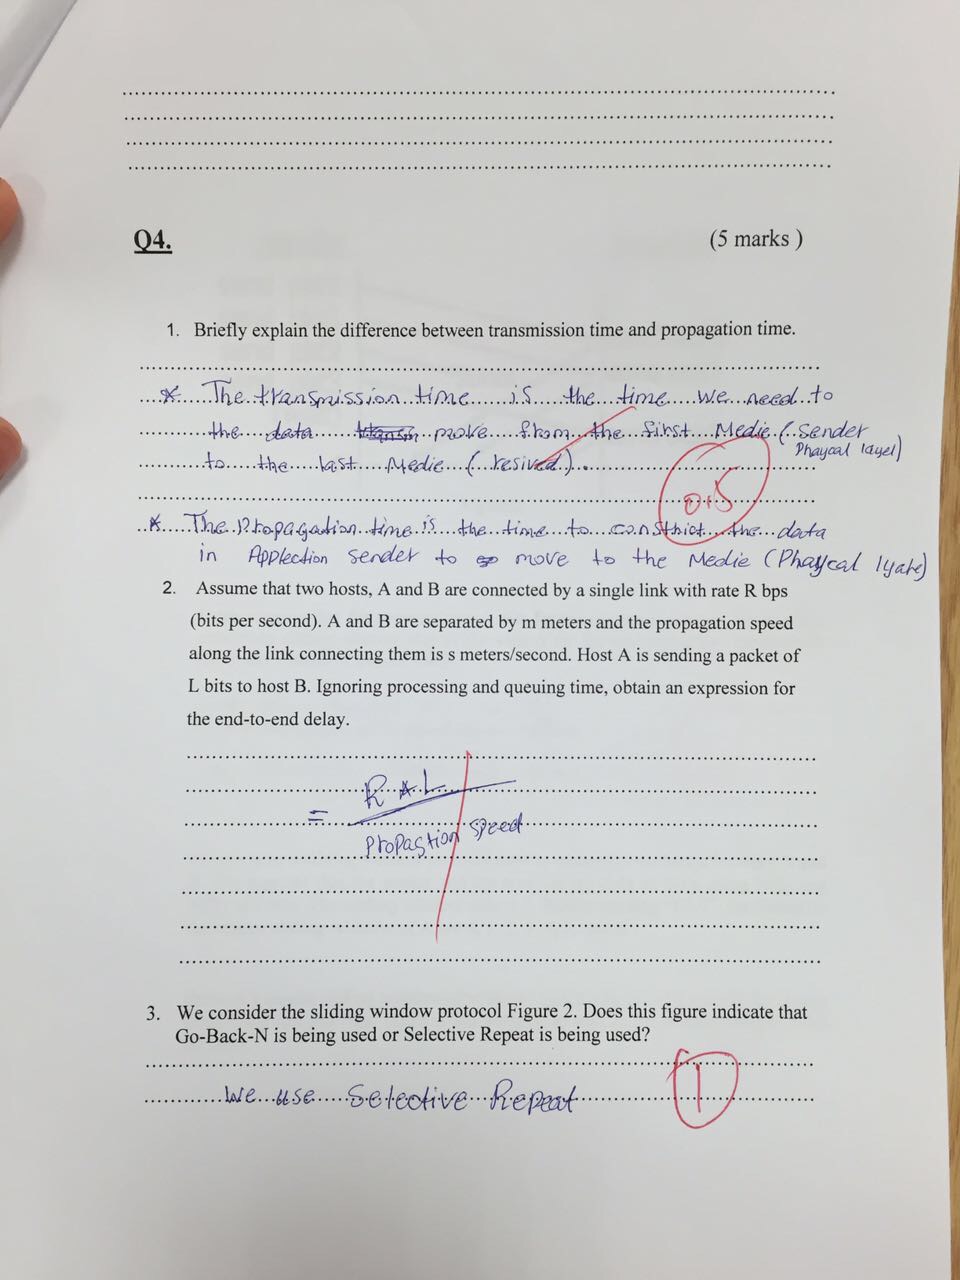 Q4.
(5 marks )
1. Briefly explain the difference between transmission time and propagation time.
* The transmission time is the time we need to
the data move from the first Medie ( Sender
Phaycal layel)
to the last Medie ( resived )
0.5
* The Propagation time is the time to constrict the data
in Applection sender to go move to the Medie (Phaycal lyate)
2. Assume that two hosts, A and B are connected by a single link with rate R bps
(bits per second). A and B are separated by m meters and the propagation speed
along the link connecting them is s meters/second. Host A is sending a packet of
L bits to host B. Ignoring processing and queuing time, obtain an expression for
the end-to-end delay.
R * L
=
Propagtion speed
3. We consider the sliding window protocol Figure 2. Does this figure indicate that
Go-Back-N is being used or Selective Repeat is being used?
We use Selective Repeat
1